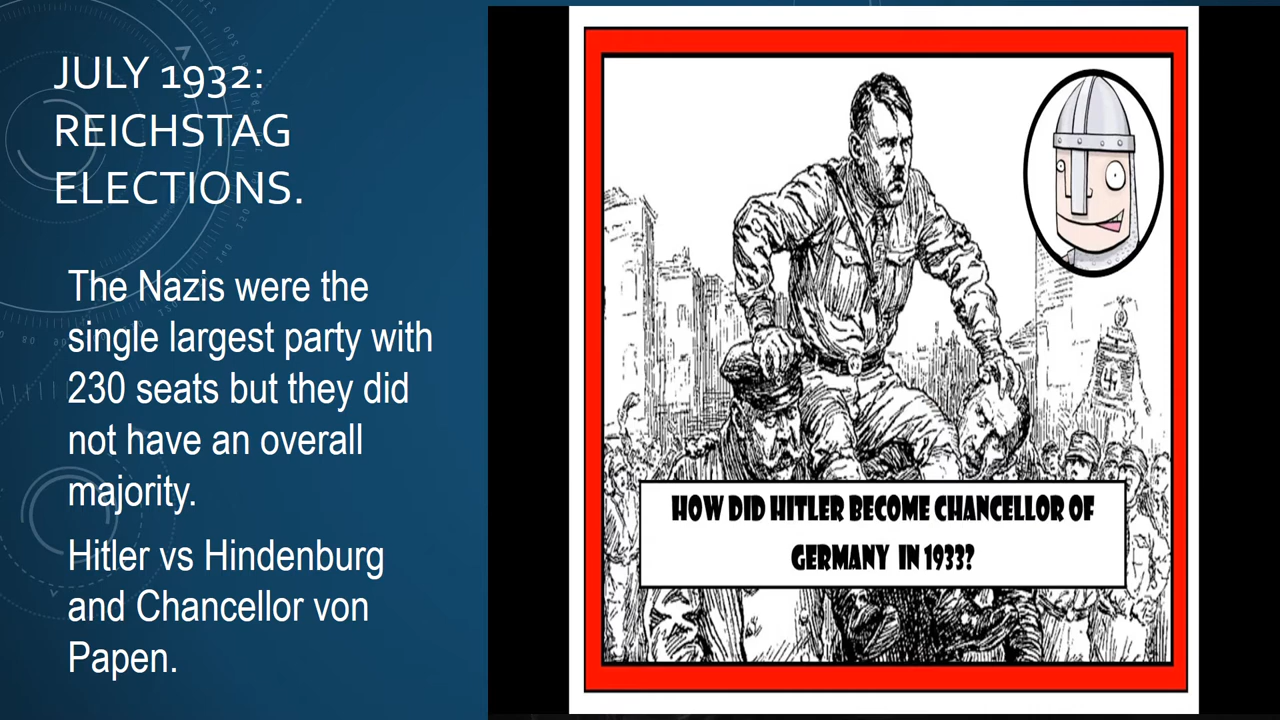 JULY 1932:
REICHSTAG
ELECTIONS.
The Nazis were the
single largest party with
230 seats but they did
not have an overall
majority.
Hitler vs Hindenburg
and Chancellor von
Papen.
HOW DID HITLER BECOME CHANCELLOR OF
GERMANY IN 1933?